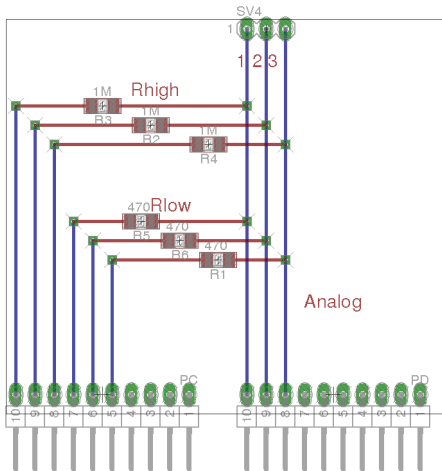 SV4
1
1 2 3
Rhigh
1M
R3
1M
R2
1M
R4
Rlow
470
R5
470
R6
470
R1
Analog
PC
PD
10 9 8 7 6 5 4 3 2 1
10 9 8 7 6 5 4 3 2 1